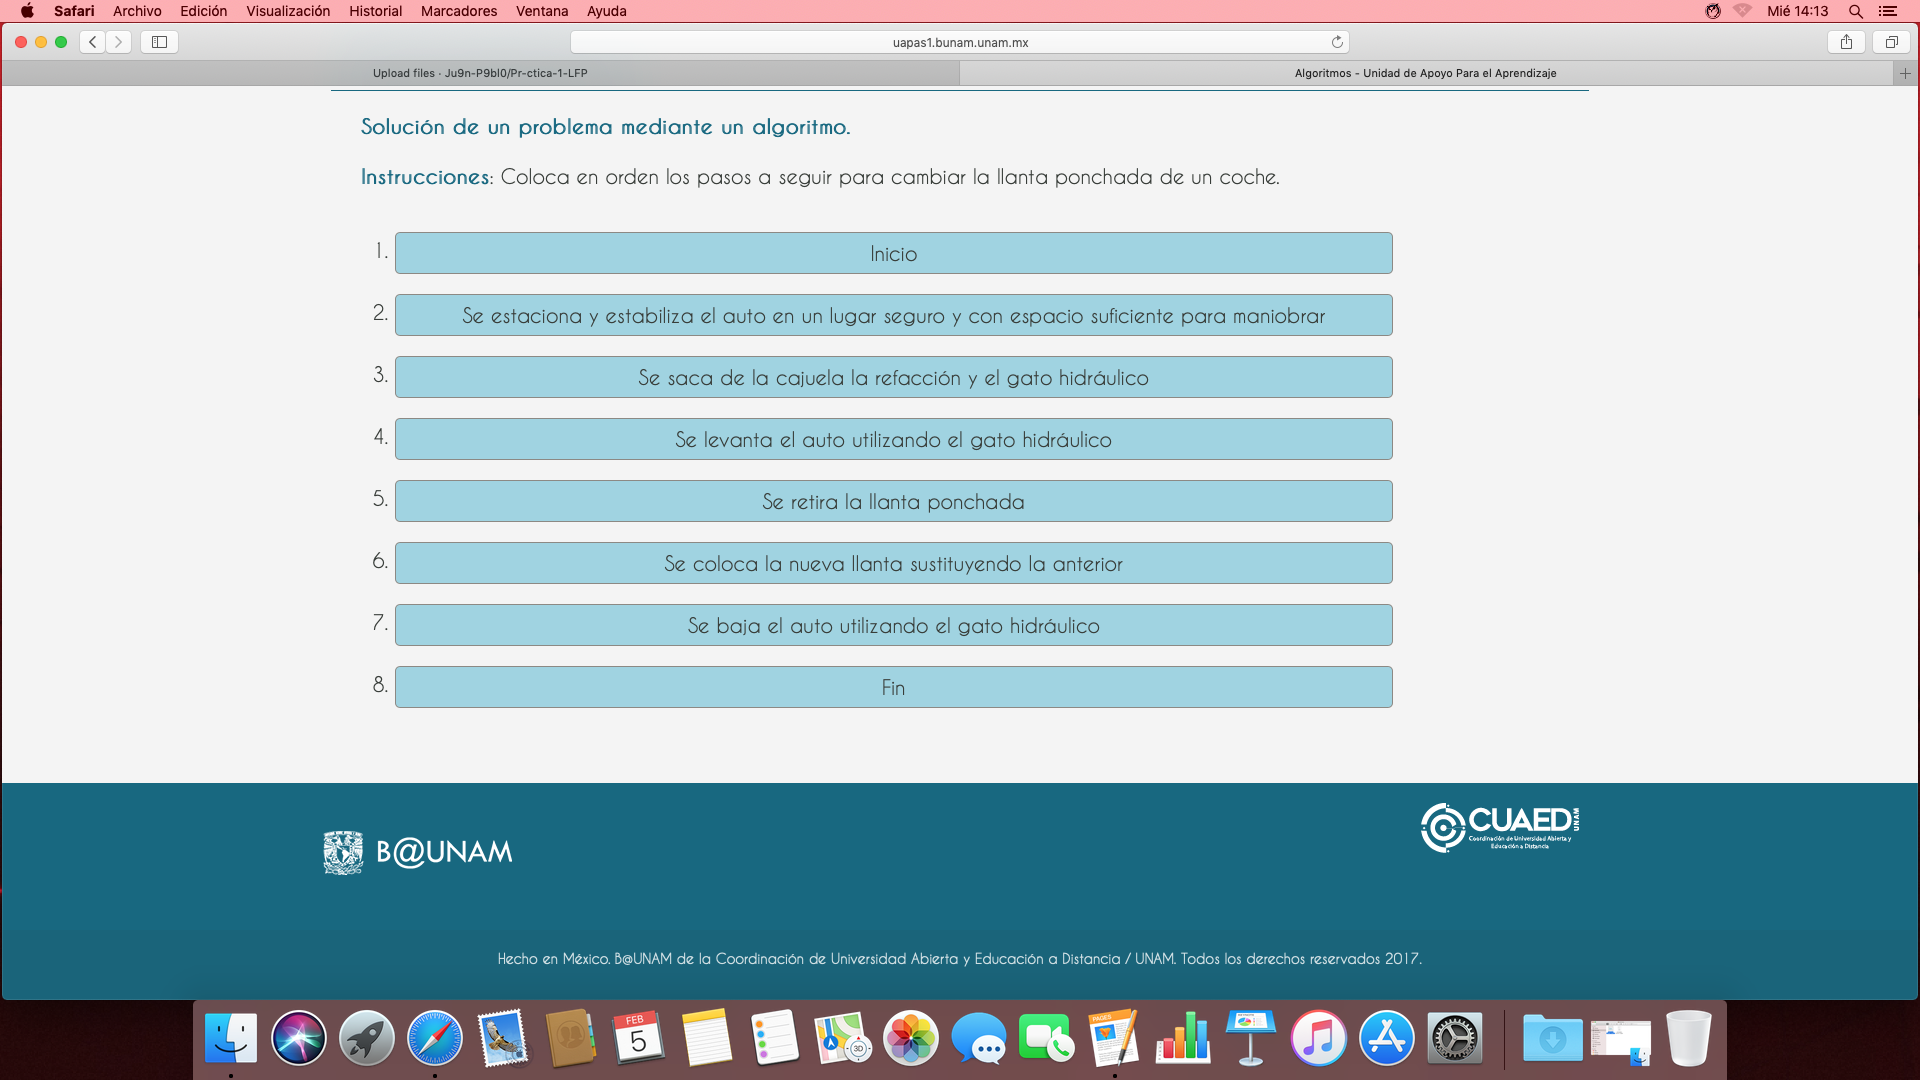 Safari Archivo Edición Visualización Historial Marcadores Ventana Ayuda Mié 14:13
uapas1.bunam.unam.mx
Upload files · Ju9n-P9bl0/Pr-ctica-1-LFP Algoritmos - Unidad de Apoyo Para el Aprendizaje
Solución de un problema mediante un algoritmo.
Instrucciones: Coloca en orden los pasos a seguir para cambiar la llanta ponchada de un coche.
1. Inicio
2. Se estaciona y estabiliza el auto en un lugar seguro y con espacio suficiente para maniobrar
3. Se saca de la cajuela la refacción y el gato hidráulico
4. Se levanta el auto utilizando el gato hidráulico
5. Se retira la llanta ponchada
6. Se coloca la nueva llanta sustituyendo la anterior
7. Se baja el auto utilizando el gato hidráulico
8. Fin
B@UNAM
CUAED UNAM
Coordinación de Universidad Abierta y
Educación a Distancia
Hecho en México. B@UNAM de la Coordinación de Universidad Abierta y Educación a Distancia / UNAM. Todos los derechos reservados 2017.
FEB
5
3D
PAGES